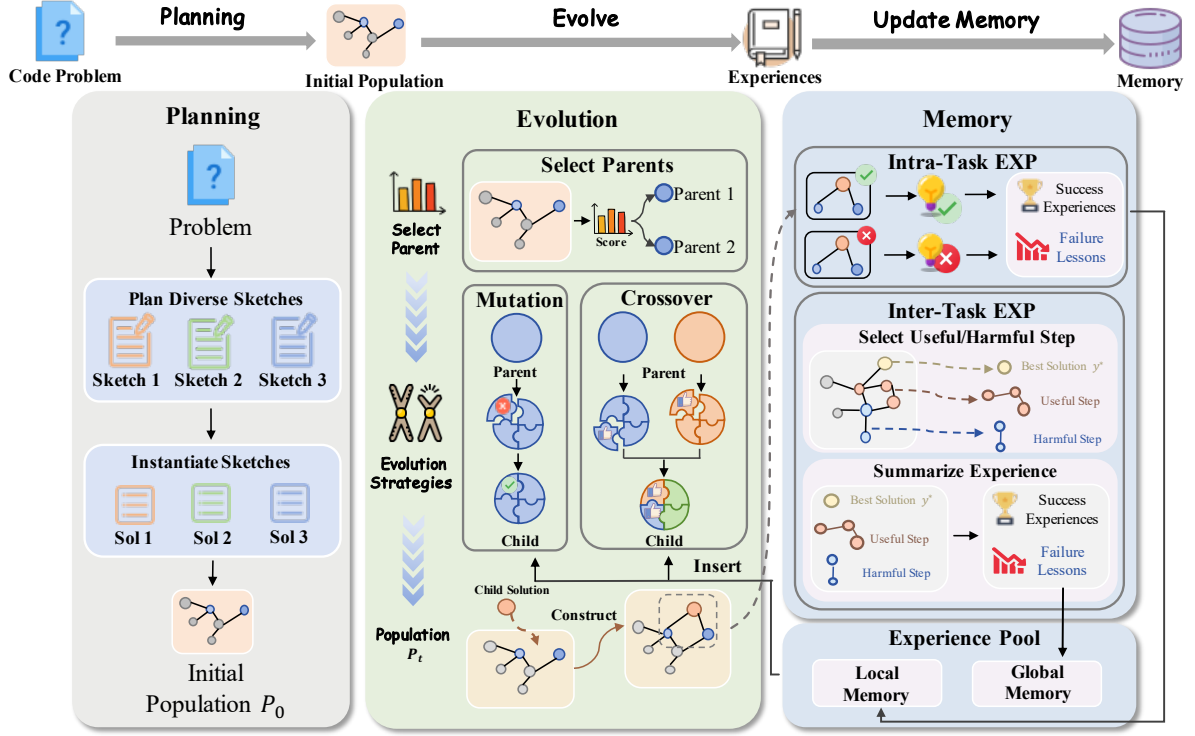 Planning
Evolve
Update Memory
?
Code Problem
Initial Population
Experiences
Memory
Planning
?
Problem
Plan Diverse Sketches
Sketch 1
Sketch 2
Sketch 3
Instantiate Sketches
Sol 1
Sol 2
Sol 3
Initial
Population P₀
Evolution
Select
Parent
Evolution
Strategies
Population
Pₜ
Select Parents
Score
Parent 1
Parent 2
Mutation
Parent
Child
Crossover
Parent
Child
Insert
Child Solution
Construct
Memory
Intra-Task EXP
Success
Experiences
Failure
Lessons
Inter-Task EXP
Select Useful/Harmful Step
Best Solution y*
Useful Step
Harmful Step
Summarize Experience
Best Solution y*
Useful Step
Harmful Step
Success
Experiences
Failure
Lessons
Experience Pool
Local
Memory
Global
Memory